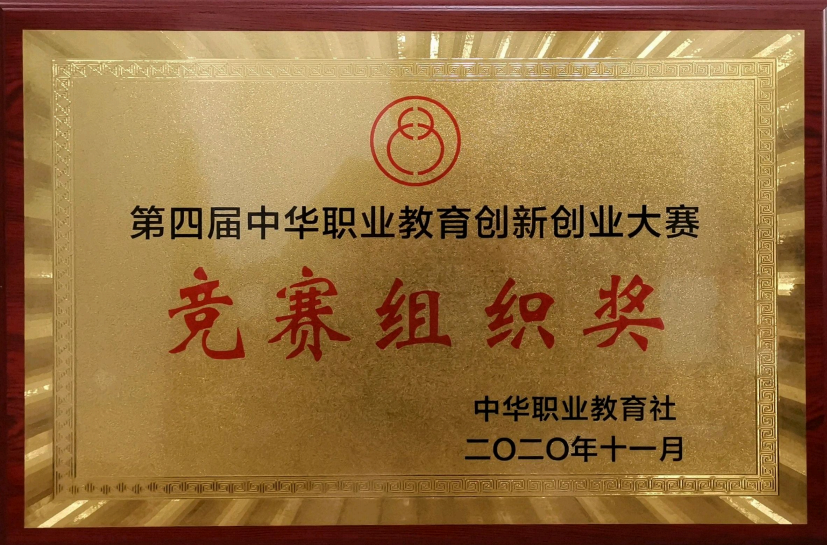 第四届中华职业教育创新创业大赛
竞赛组织奖
中华职业教育社
二〇二〇年十一月